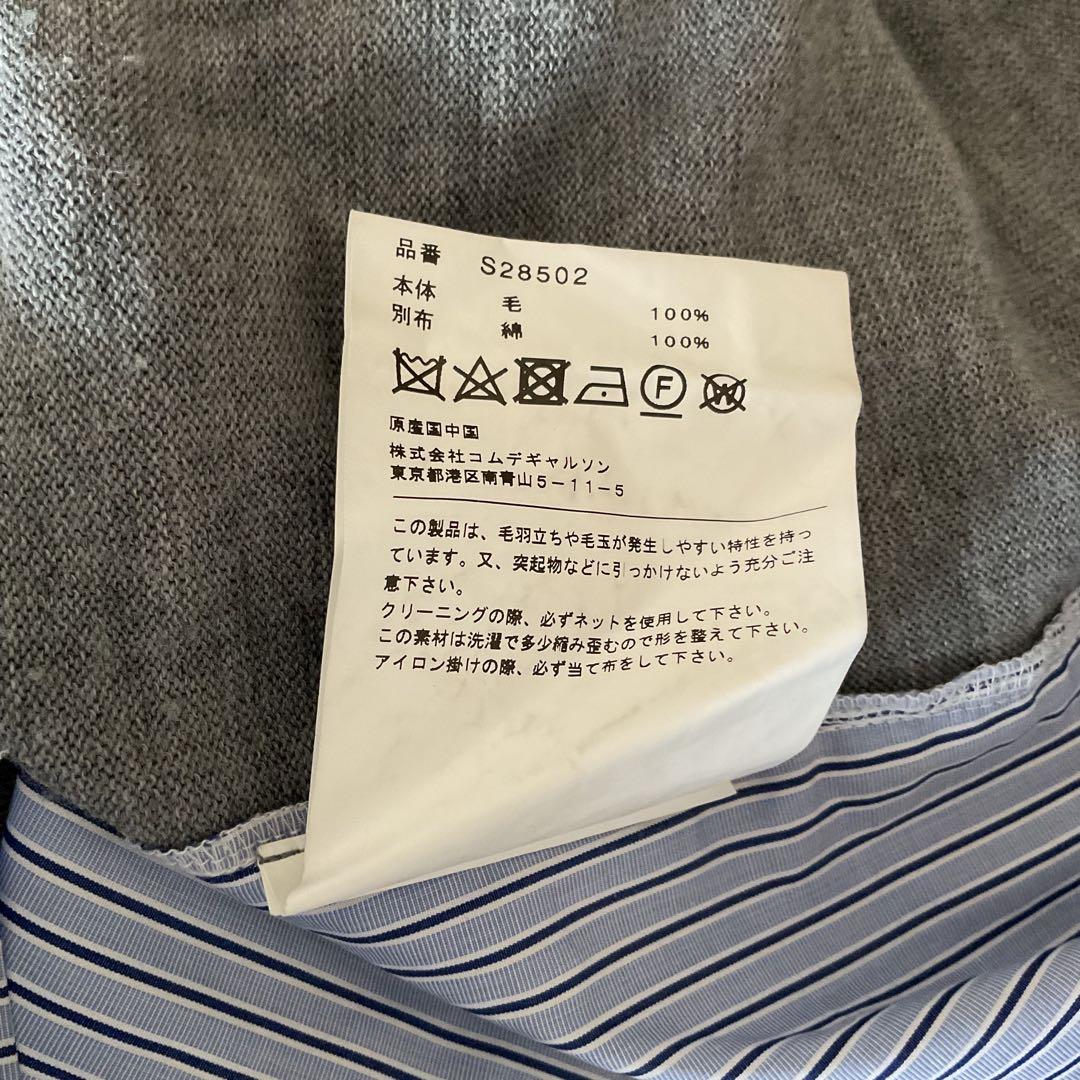 品番 S28502
本体 毛 100%
別布 綿 100%
F W
原産国中国
株式会社コムデギャルソン
東京都港区南青山5-11-5
この製品は、毛羽立ちや毛玉が発生しやすい特性を持っ
ています。又、突起物などに引っかけないよう充分ご注
意下さい。
クリーニングの際、必ずネットを使用して下さい。
この素材は洗濯で多少縮み歪むので形を整えて下さい。
アイロン掛けの際、必ず当て布をして下さい。